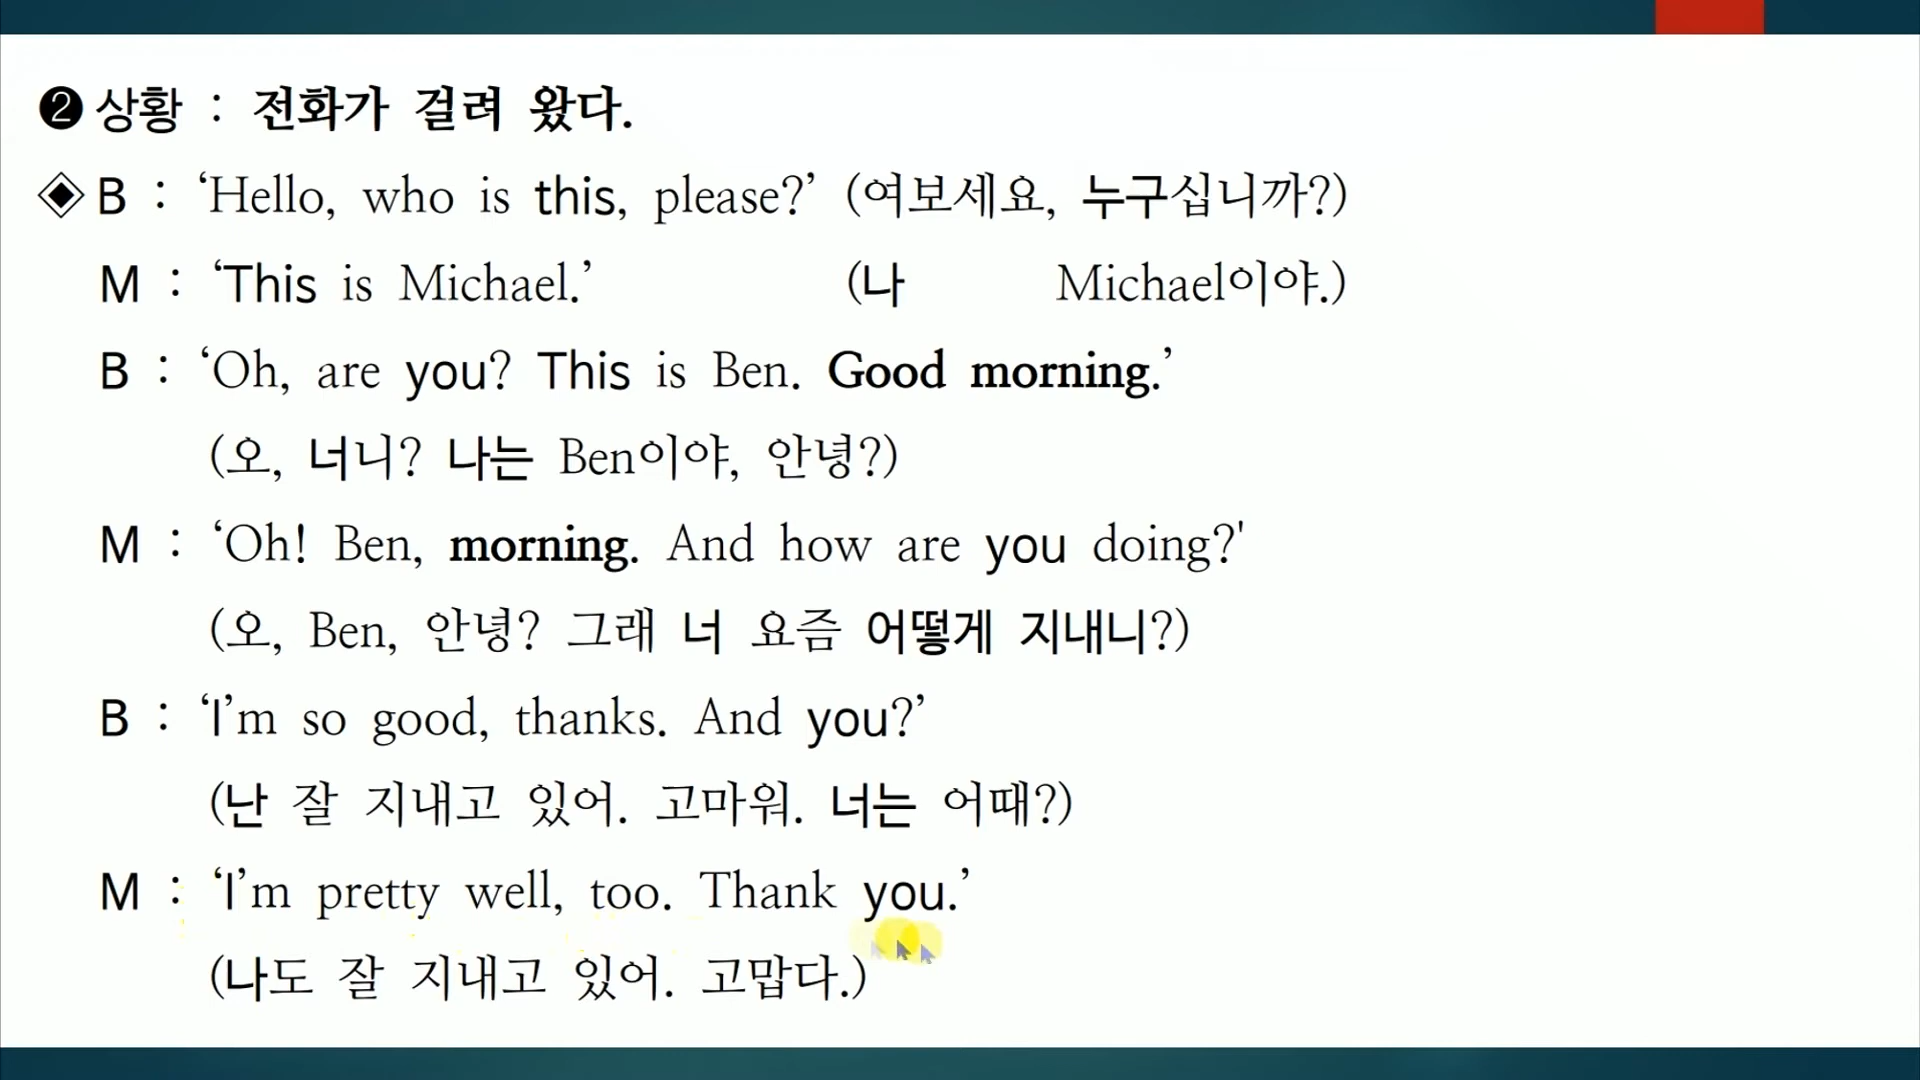 ❷ 상황 : 전화가 걸려 왔다.
◈ B : ‘Hello, who is this, please?’ (여보세요, 누구십니까?)
M : ‘This is Michael.’ (나 Michael이야.)
B : ‘Oh, are you? This is Ben. Good morning.’
(오, 너니? 나는 Ben이야, 안녕?)
M : ‘Oh! Ben, morning. And how are you doing?'
(오, Ben, 안녕? 그래 너 요즘 어떻게 지내니?)
B : ‘I’m so good, thanks. And you?’
(난 잘 지내고 있어. 고마워. 너는 어때?)
M : ‘I’m pretty well, too. Thank you.’
(나도 잘 지내고 있어. 고맙다.)